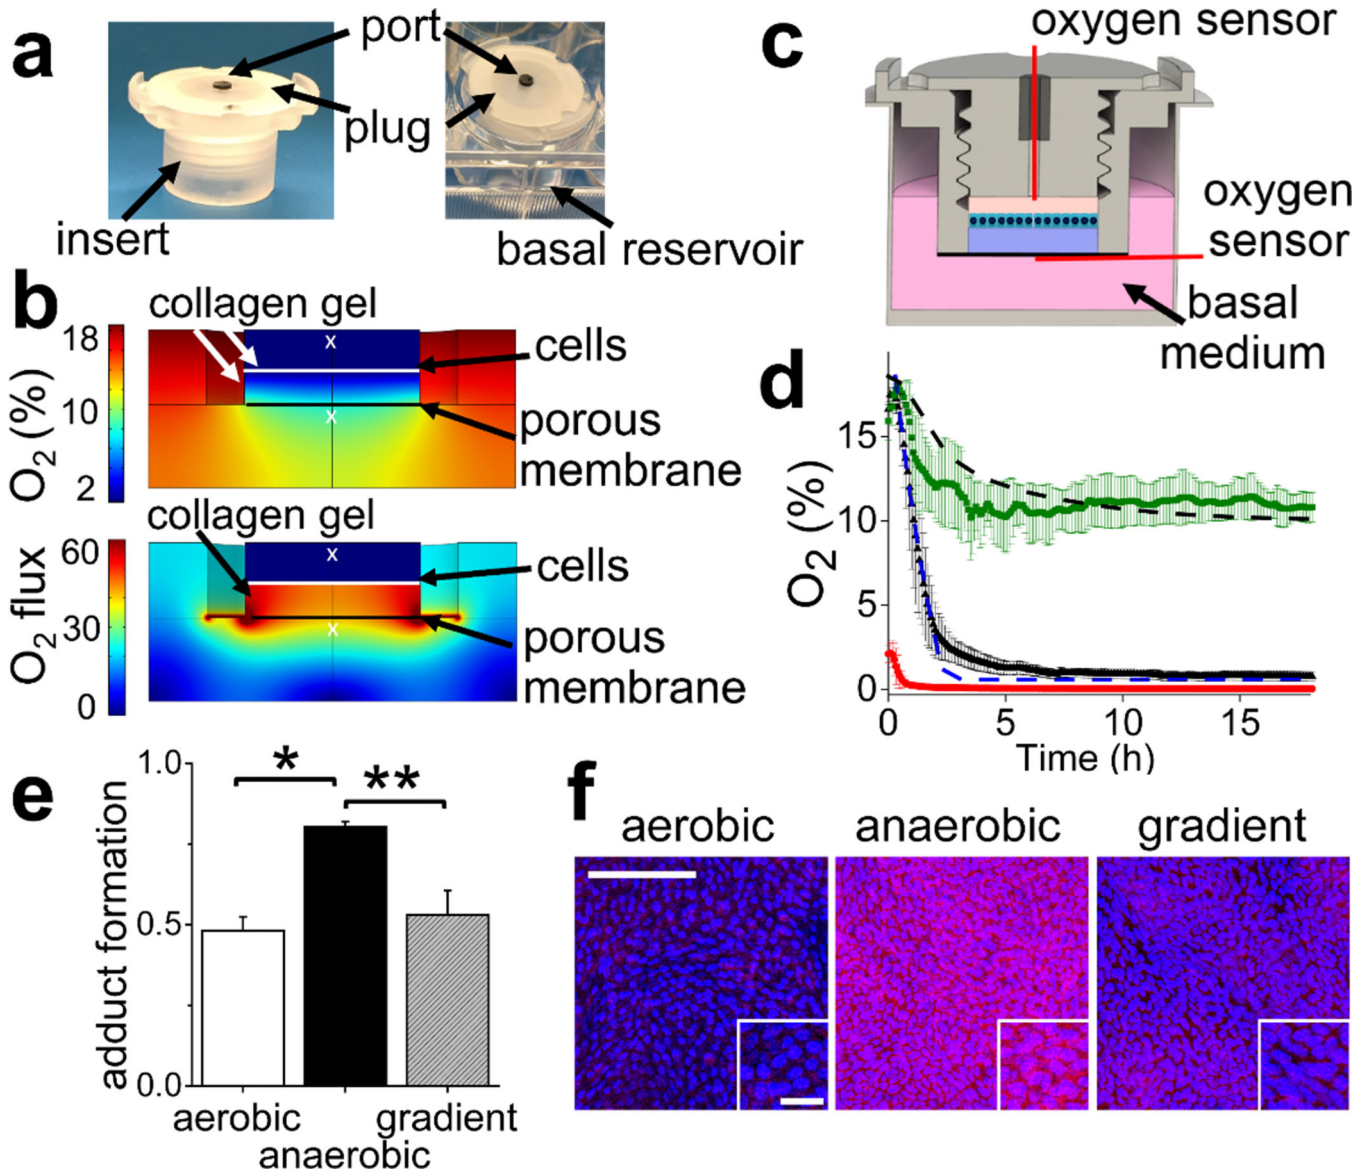 a
port
plug
insert
basal reservoir
b
collagen gel
18
10
2
O2 (%)
cells
porous
membrane
x
x
collagen gel
60
30
0
O2 flux
cells
porous
membrane
x
x
c
oxygen sensor
oxygen
sensor
basal
medium
d
15
10
5
0
O2 (%)
0 5 10 15
Time (h)
e
1.0
0.5
0.0
adduct formation
*
**
aerobic
anaerobic
gradient
f
aerobic
anaerobic
gradient